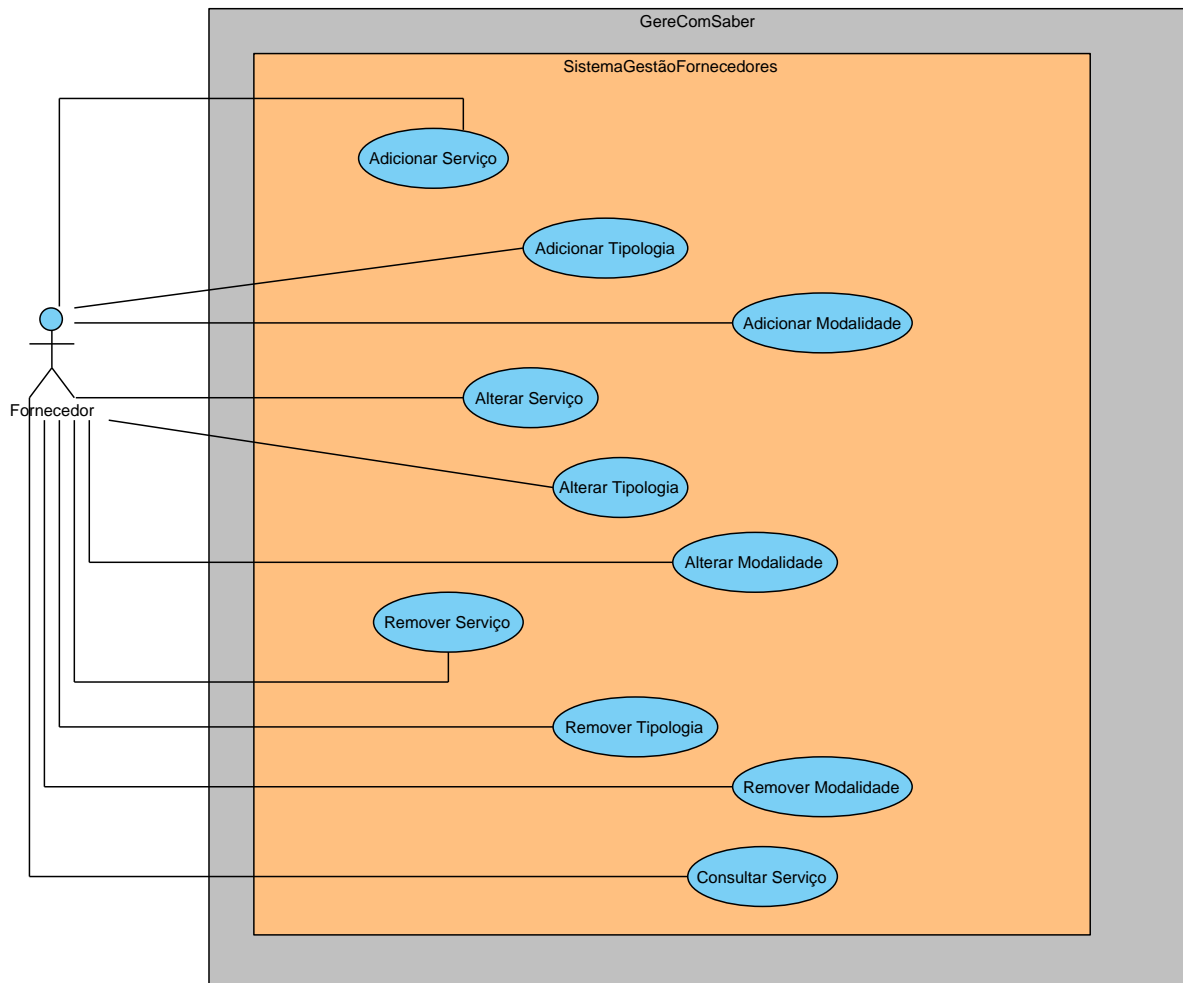 GereComSaber
SistemaGestãoFornecedores
Adicionar Serviço
Adicionar Tipologia
Adicionar Modalidade
Alterar Serviço
Fornecedor
Alterar Tipologia
Alterar Modalidade
Remover Serviço
Remover Tipologia
Remover Modalidade
Consultar Serviço